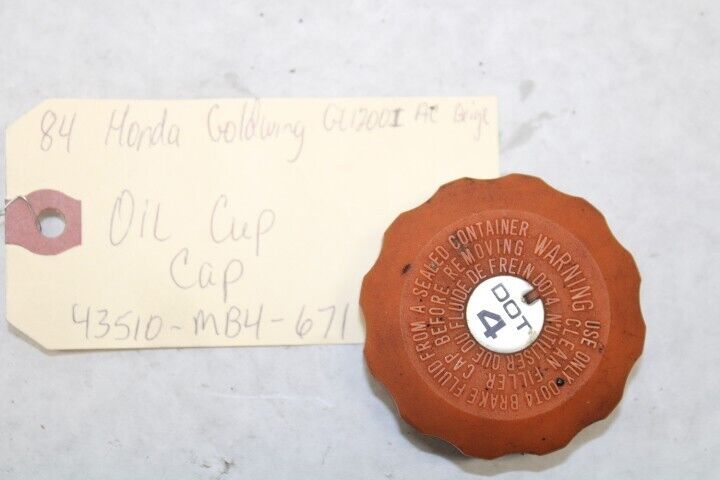 84 Honda Goldwing GL1200I AC Beige
Oil Cup
Cap
43510-MB4-671
WARNING USE ONLY DOT4 BRAKE FLUID FROM A SEALED CONTAINER
CLEAN FILLER CAP BEFORE REMOVING
N'UTILISER QUE DU FLUIDE DE FREIN DOT4
DOT
4